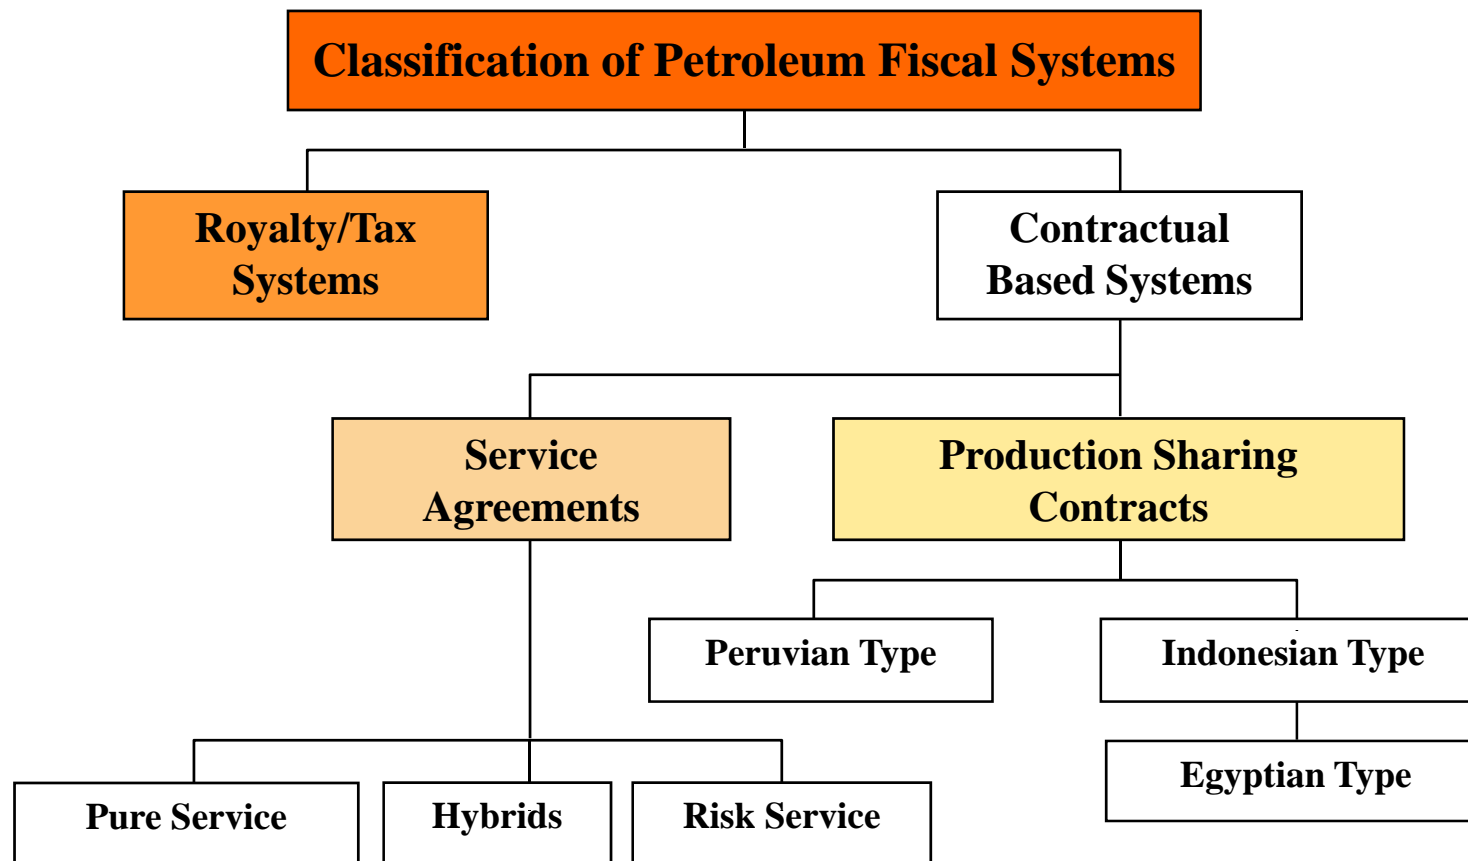 Classification of Petroleum Fiscal Systems
Royalty/Tax
Systems
Contractual
Based Systems
Service
Agreements
Production Sharing
Contracts
Peruvian Type
Indonesian Type
Egyptian Type
Pure Service
Hybrids
Risk Service